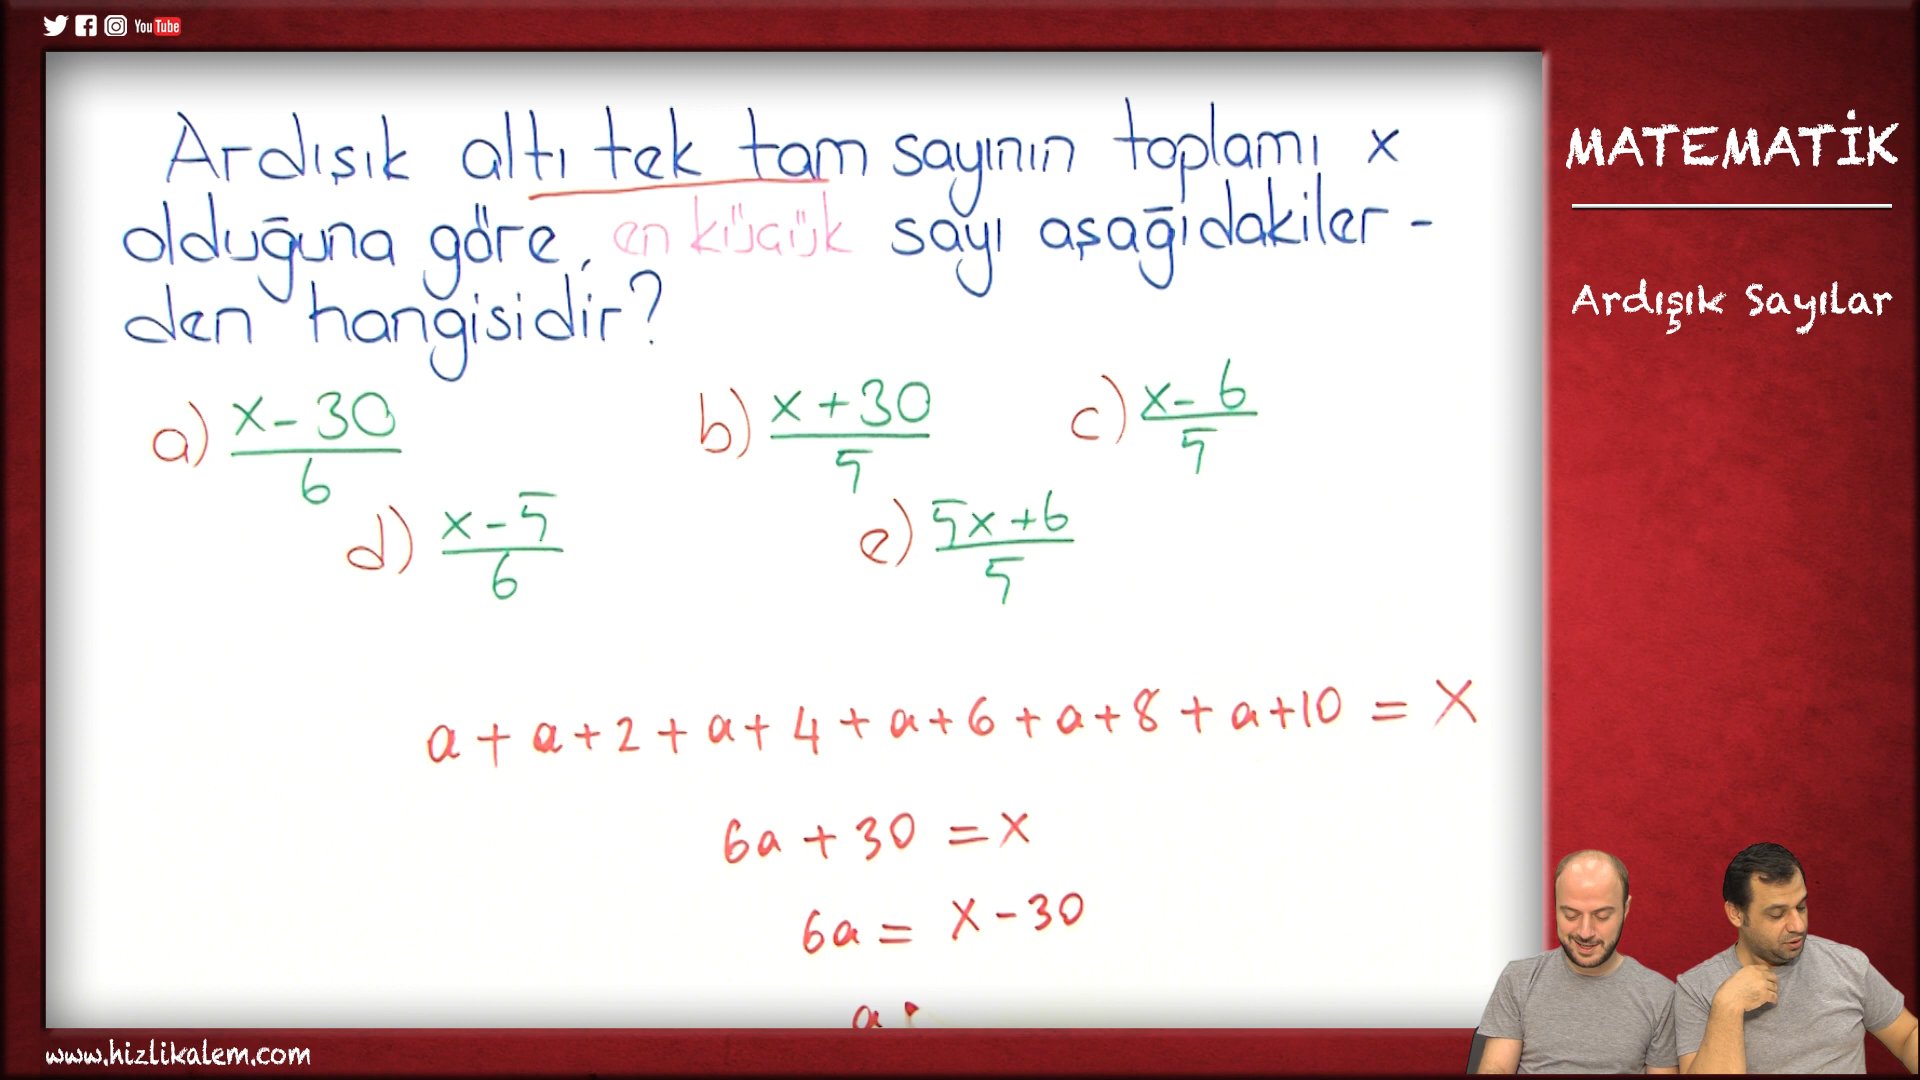 You Tube
Ardışık altı tek tam sayının toplamı x
olduğuna göre, en küçük sayı aşağıdakiler-
den hangisidir?
a) x-30/6 b) x+30/5 c) x-6/5
d) x-5/6 e) 5x+6/5
a + a+2 + a+4 + a+6 + a+8 + a+10 = X
6a + 30 = x
6a = x - 30
a
MATEMATİK
Ardışık Sayılar
www.hizlikalem.com